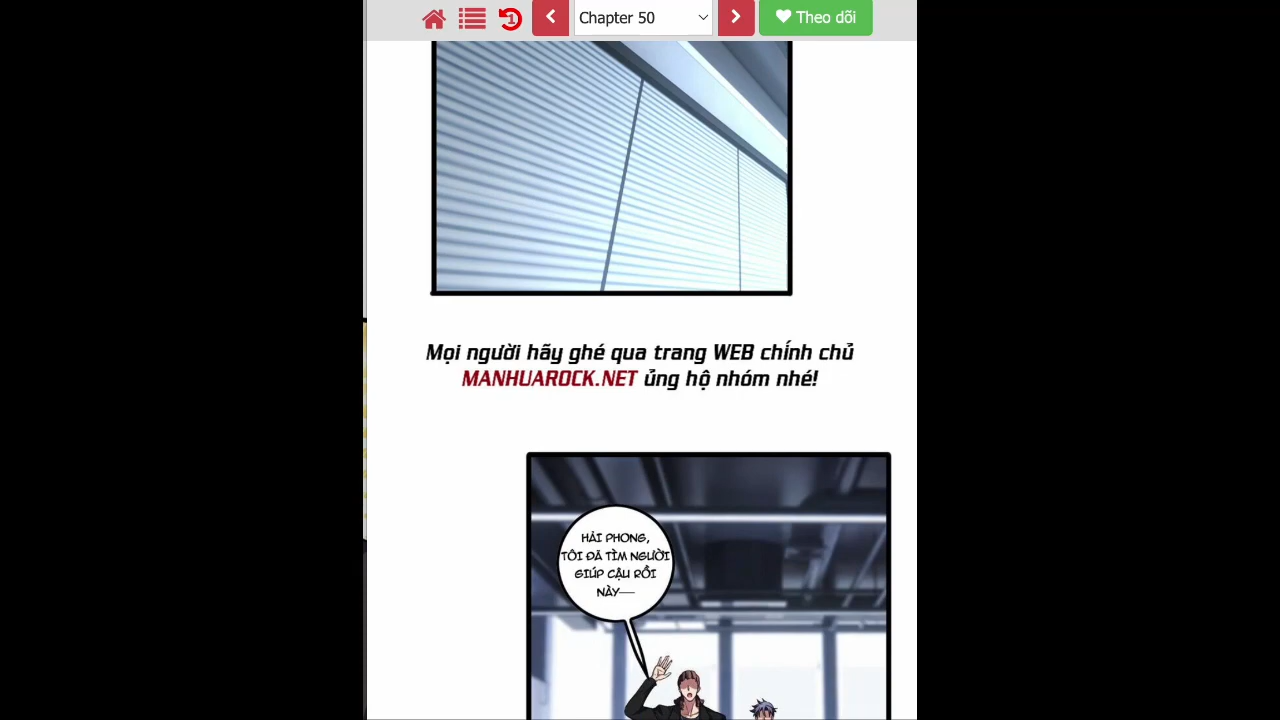 1
Chapter 50
Theo dõi
Mọi người hãy ghé qua trang WEB chính chủ
MANHUAROCK.NET ủng hộ nhóm nhé!
HẢI PHONG,
TÔI ĐÃ TÌM NGƯỜI
GIÚP CẬU RỒI
NÀY—